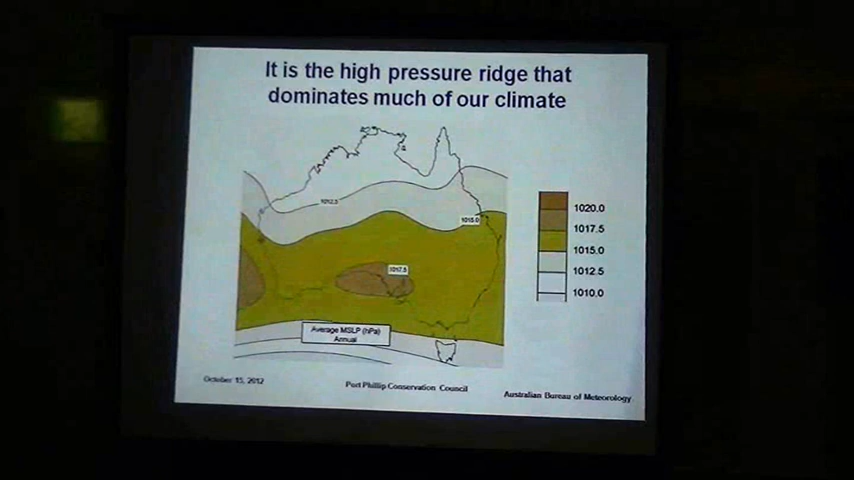 It is the high pressure ridge that
dominates much of our climate
1012.5
1015.0
1017.5
1020.0
1017.5
1015.0
1012.5
1010.0
Average MSLP (hPa)
Annual
October 15, 2012
Port Phillip Conservation Council
Australian Bureau of Meteorology